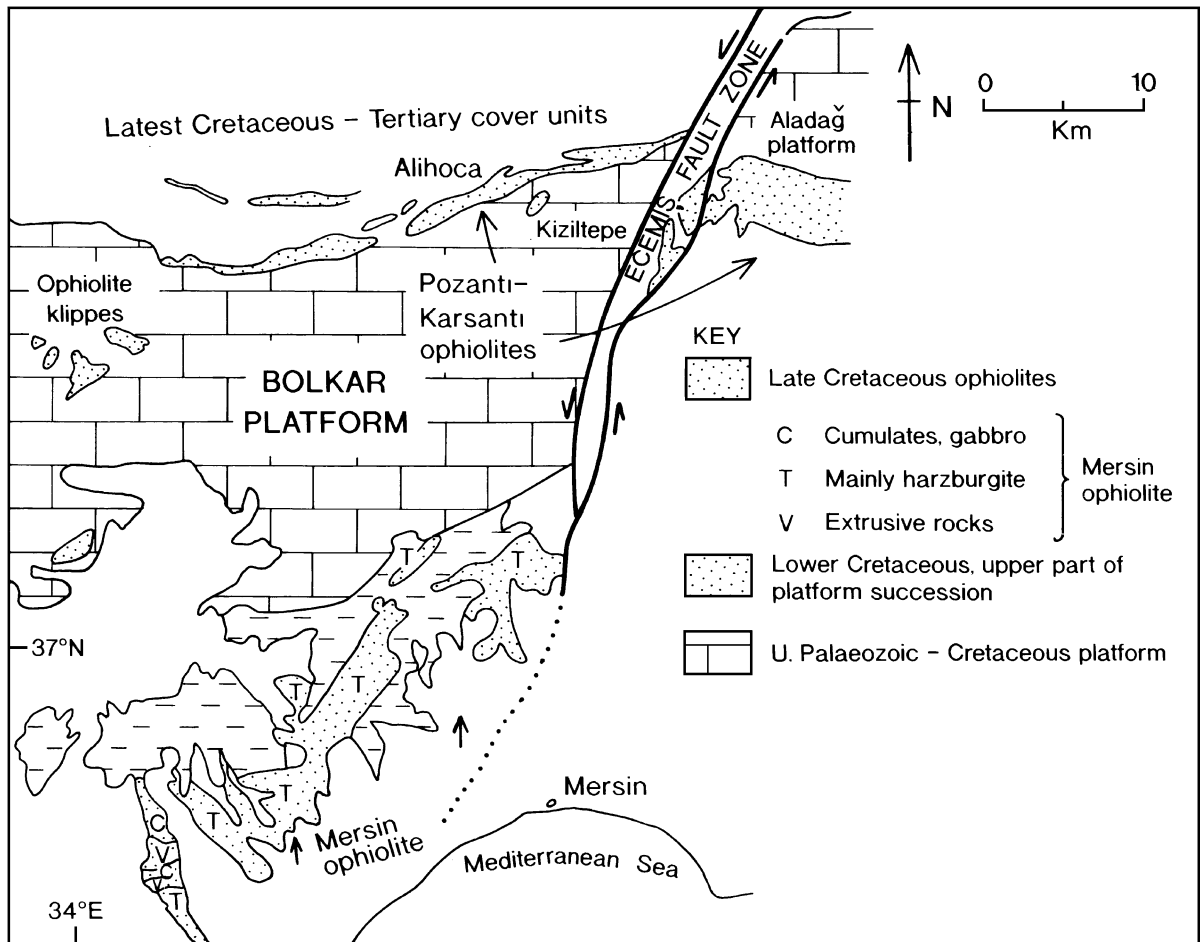 Latest Cretaceous – Tertiary cover units
Alihoca
Kiziltepe
ECEMIŞ FAULT ZONE
Aladağ
platform
N
0 10
Km
Ophiolite
klippes
Pozantı–
Karsantı
ophiolites
BOLKAR
PLATFORM
KEY
Late Cretaceous ophiolites
C Cumulates, gabbro
T Mainly harzburgite
V Extrusive rocks
Mersin
ophiolite
Lower Cretaceous, upper part of
platform succession
U. Palaeozoic – Cretaceous platform
37°N
T
T
T
T
T
T
C
V
C
V
T
Mersin
ophiolite
Mersin
Mediterranean Sea
34°E